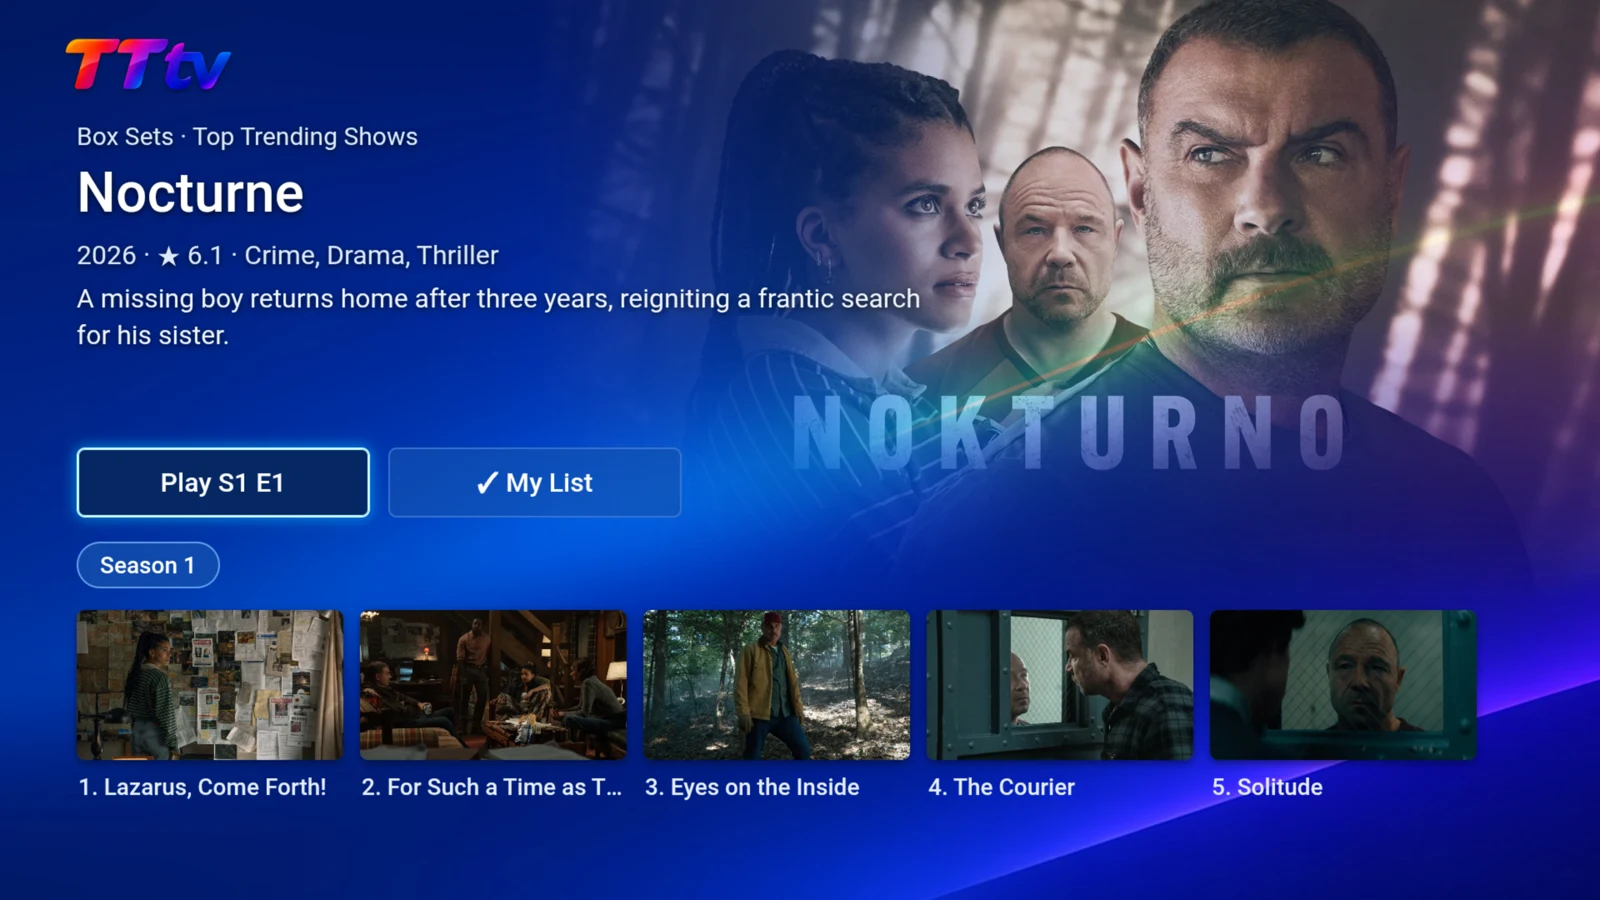 TTtv
Box Sets · Top Trending Shows
Nocturne
2026 · ★ 6.1 · Crime, Drama, Thriller
A missing boy returns home after three years, reigniting a frantic search
for his sister.
NOKTURNO
Play S1 E1
✓ My List
Season 1
1. Lazarus, Come Forth!
2. For Such a Time as T...
3. Eyes on the Inside
4. The Courier
5. Solitude